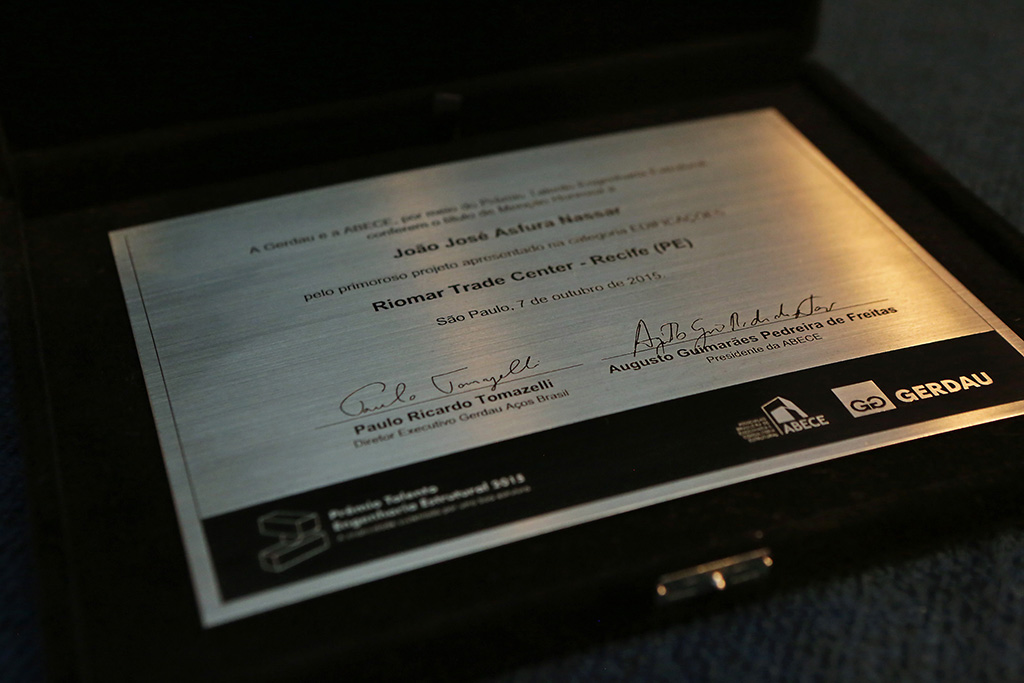 A Gerdau e a ABECE, por meio do Prêmio Talento Engenharia Estrutural,
conferem o título de Menção Honrosa a
João José Asfura Nassar
pelo primoroso projeto apresentado na categoria EDIFICAÇÕES
Riomar Trade Center - Recife (PE)
São Paulo, 7 de outubro de 2015.
Paulo Tomazelli
Paulo Ricardo Tomazelli
Diretor Executivo Gerdau Aços Brasil
Augusto Guimarães Pedreira de Freitas
Presidente da ABECE
Prêmio Talento
Engenharia Estrutural 2015
ABECE
GG GERDAU